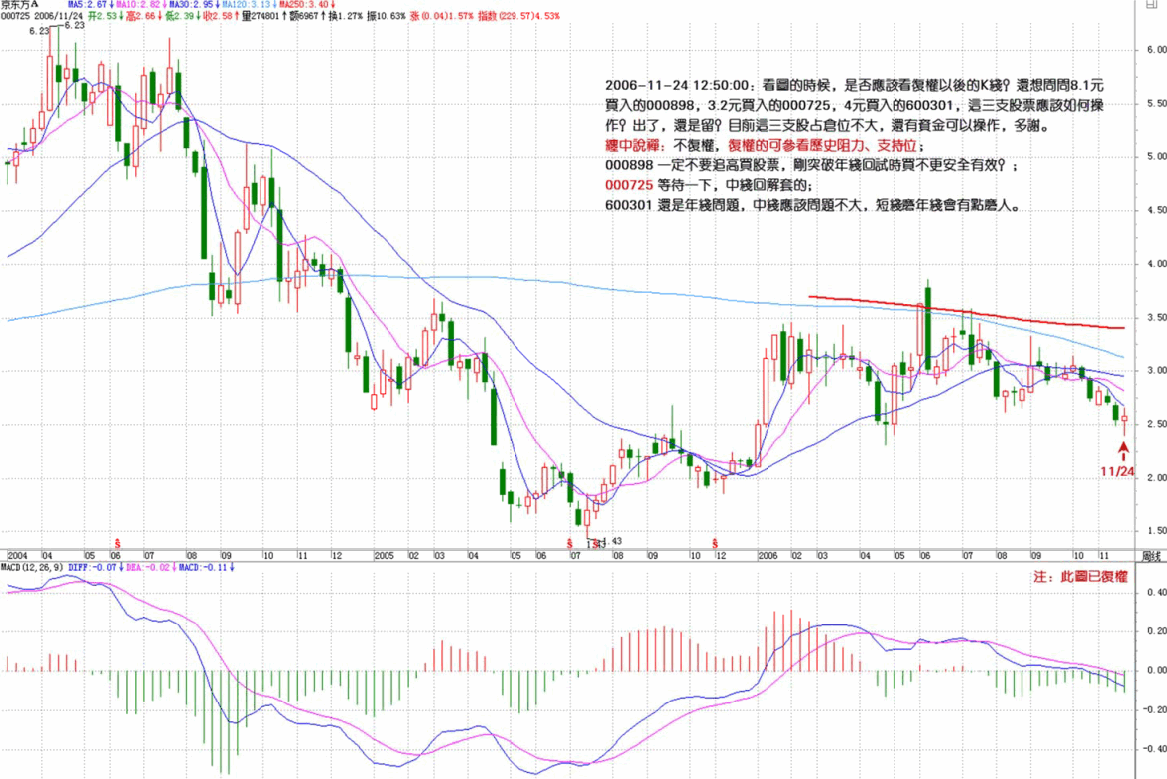 京东方A MA5:2.67↓ MA10:2.82↓ MA30:2.95↓ MA120:3.13↓ MA250:3.40↓
000725 2006/11/24 开2.53↓ 高2.66↓ 低2.39↓ 收2.58↑ 量274801↑ 额6967↑ 换1.27% 振10.63% 涨(0.04)1.57% 指数(229.57)4.53%
6.23
6.23
6.00
2006-11-24 12:50:00：看圖的時候，是否應該看復權以後的K綫？還想問問8.1元
5.50
買入的000898，3.2元買入的000725，4元買入的600301，這三支股票應該如何操
作？出了，還是留？目前這三支股占倉位不大，還有資金可以操作，多謝。
纏中說禪：不復權，復權的可參看歷史阻力、支持位；
5.00
000898 一定不要追高買股票，剛突破年綫回試時買不更安全有效？；
000725 等待一下，中綫回解套的；
600301 還是年綫問題，中綫應該問題不大，短綫磨年綫會有點磨人。
4.50
4.00
3.50
3.00
2.50
11/24
2.00
1.50
1.43
S S S S
2004 04 05 06 07 08 09 10 11 12 2005 02 03 04 05 06 07 08 09 10 12 2006 02 03 04 05 06 07 08 09 10 11 周线
MACD(12,26,9) DIFF:-0.07↓ DEA:-0.02↓ MACD:-0.11↓
注：此圖已復權
0.40
0.20
0.00
-0.20
-0.40